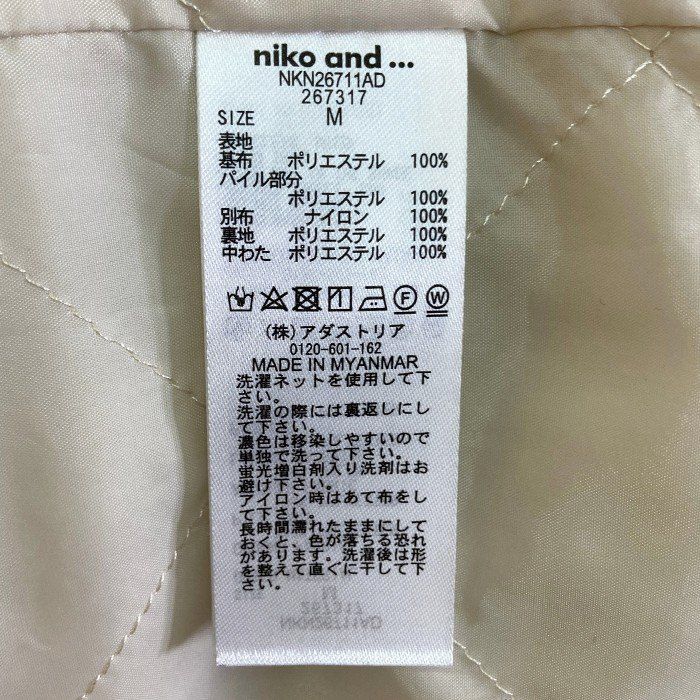 niko and ...
NKN26711AD
267317
SIZE M
表地
基布 ポリエステル 100%
パイル部分
ポリエステル 100%
別布 ナイロン 100%
裏地 ポリエステル 100%
中わた ポリエステル 100%
F W
(株)アダストリア
0120-601-162
MADE IN MYANMAR
洗濯ネットを使用して下
さい。
洗濯の際には裏返しにし
て下さい。
濃色は移染しやすいので
単独で洗って下さい。
蛍光増白剤入り洗剤はお
避け下さい。
アイロン時はあて布をし
て下さい。
長時間濡れたままにして
おくと、色が落ちる恐れ
があります。洗濯後は形
を整えて直ぐに干して下
さい。
M
267317
NKN26711AD